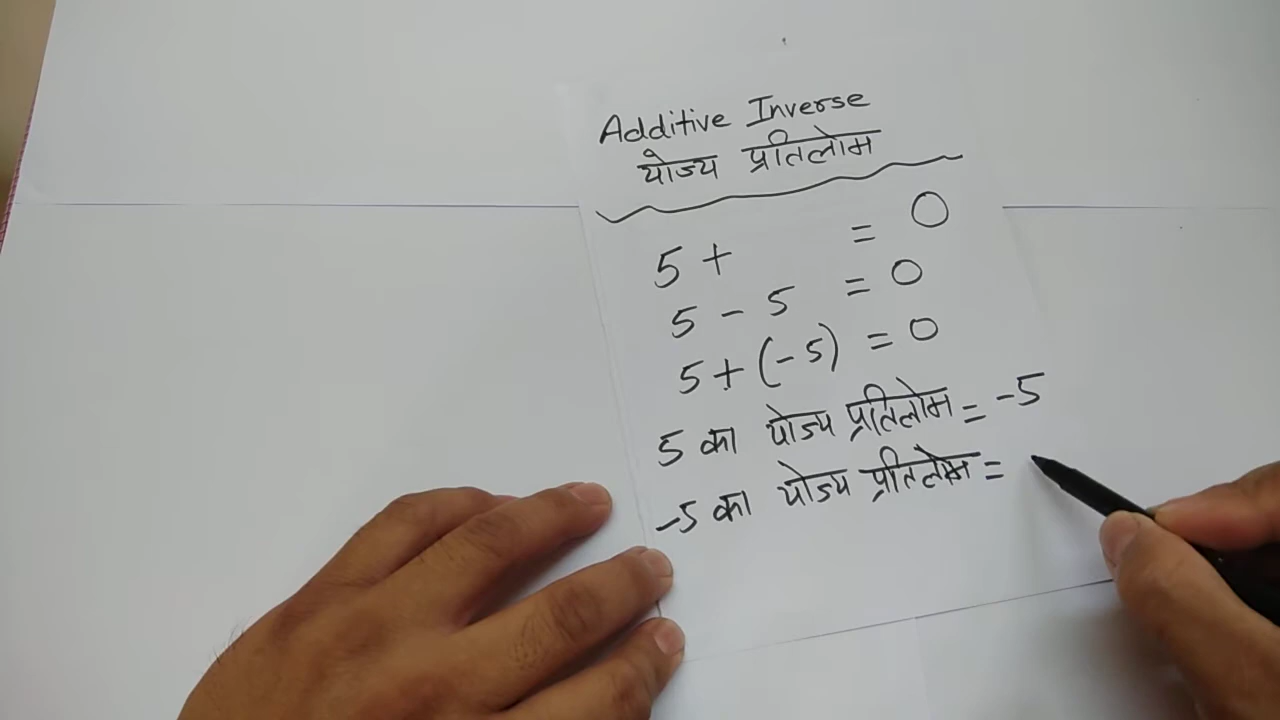 Additive Inverse
योज्य प्रतिलोम
5 + = 0
5 - 5 = 0
5 + (-5) = 0
5 का योज्य प्रतिलोम = -5
-5 का योज्य प्रतिलोम =